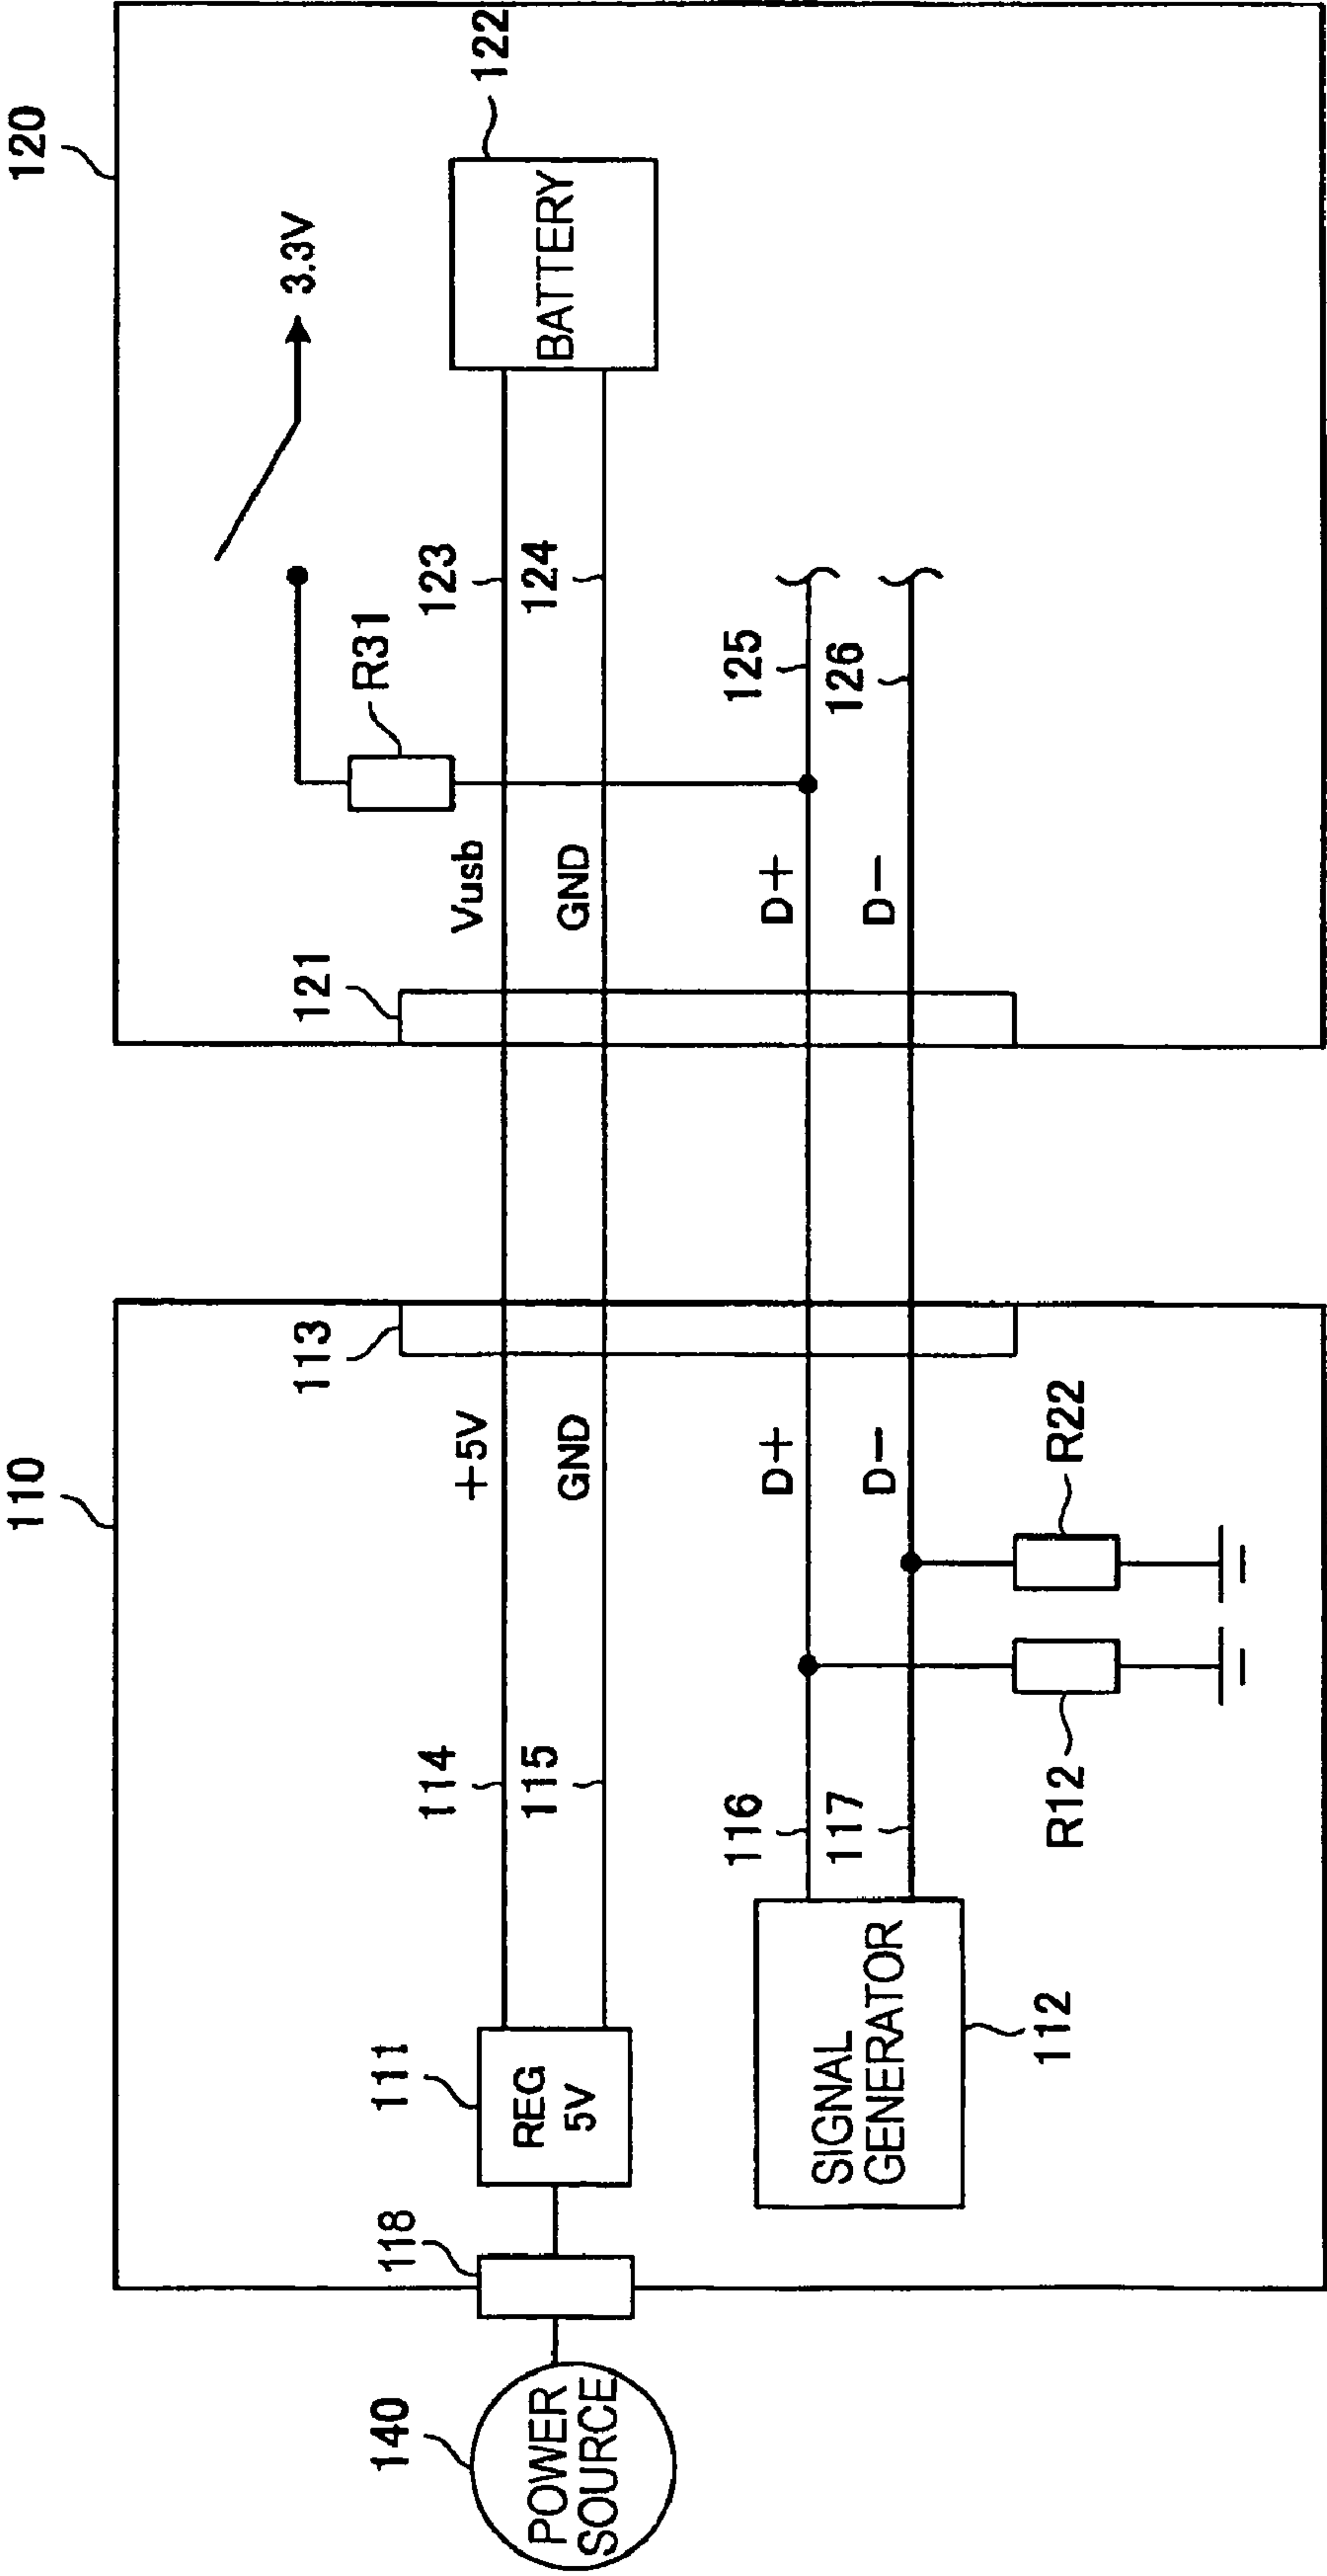 110
120
140
POWER
SOURCE
118
111
REG
5V
114
115
+5V
GND
113
121
Vusb
GND
R31
123
124
3.3V
BATTERY
122
SIGNAL
GENERATOR
112
116
117
D+
D−
R12
R22
D+
D−
125
126